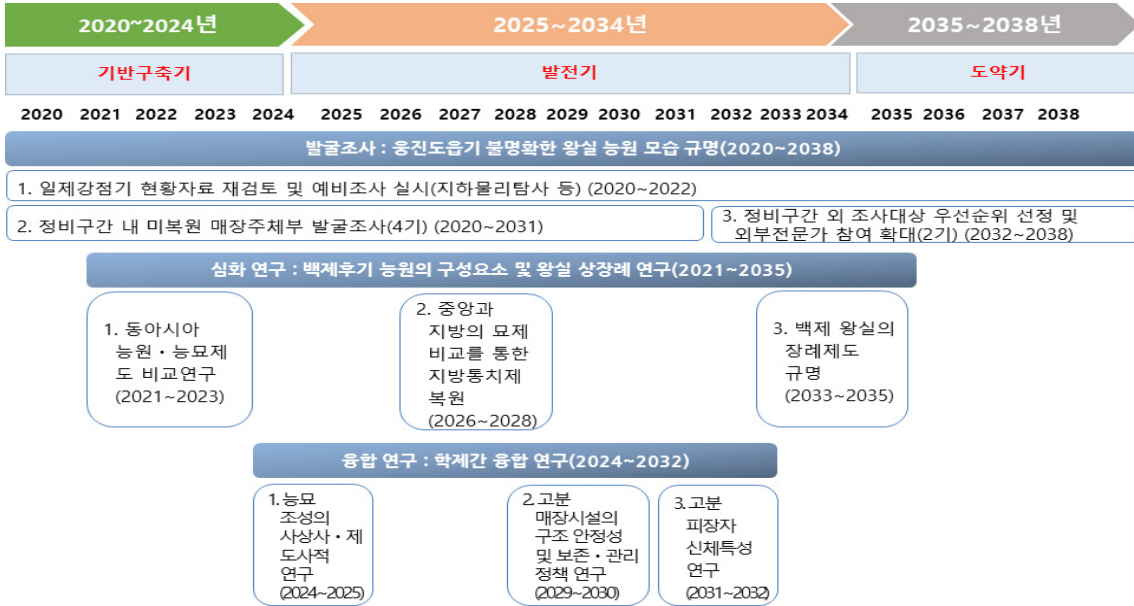 2020~2024년
2025~2034년
2035~2038년
기반구축기
발전기
도약기
2020 2021 2022 2023 2024 2025 2026 2027 2028 2029 2030 2031 2032 2033 2034 2035 2036 2037 2038
발굴조사 : 웅진도읍기 불명확한 왕실 능원 모습 규명(2020~2038)
1. 일제강점기 현황자료 재검토 및 예비조사 실시(지하물리탐사 등) (2020~2022)
2. 정비구간 내 미복원 매장주체부 발굴조사(4기) (2020~2031)
3. 정비구간 외 조사대상 우선순위 선정 및
외부전문가 참여 확대(2기) (2032~2038)
심화 연구 : 백제후기 능원의 구성요소 및 왕실 상장례 연구(2021~2035)
1. 동아시아
능원・능묘제
도 비교연구
(2021~2023)
2. 중앙과
지방의 묘제
비교를 통한
지방통치제
복원
(2026~2028)
3. 백제 왕실의
장례제도
규명
(2033~2035)
융합 연구 : 학제간 융합 연구(2024~2032)
1.능묘
조성의
사상사・제
도사적
연구
(2024~2025)
2.고분
매장시설의
구조 안정성
및 보존・관리
정책 연구
(2029~2030)
3.고분
피장자
신체특성
연구
(2031~2032)